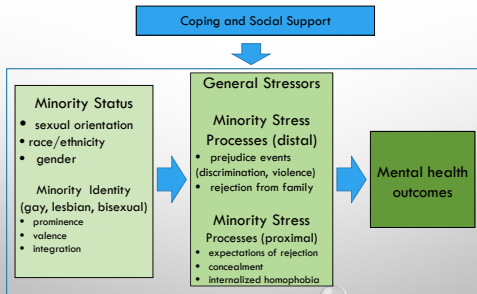 Coping and Social Support
Minority Status
• sexual orientation
• race/ethnicity
• gender
Minority Identity
(gay, lesbian, bisexual)
• prominence
• valence
• integration
General Stressors
Minority Stress
Processes (distal)
• prejudice events
(discrimination, violence)
• rejection from family
Minority Stress
Processes (proximal)
• expectations of rejection
• concealment
• internalized homophobia
Mental health
outcomes